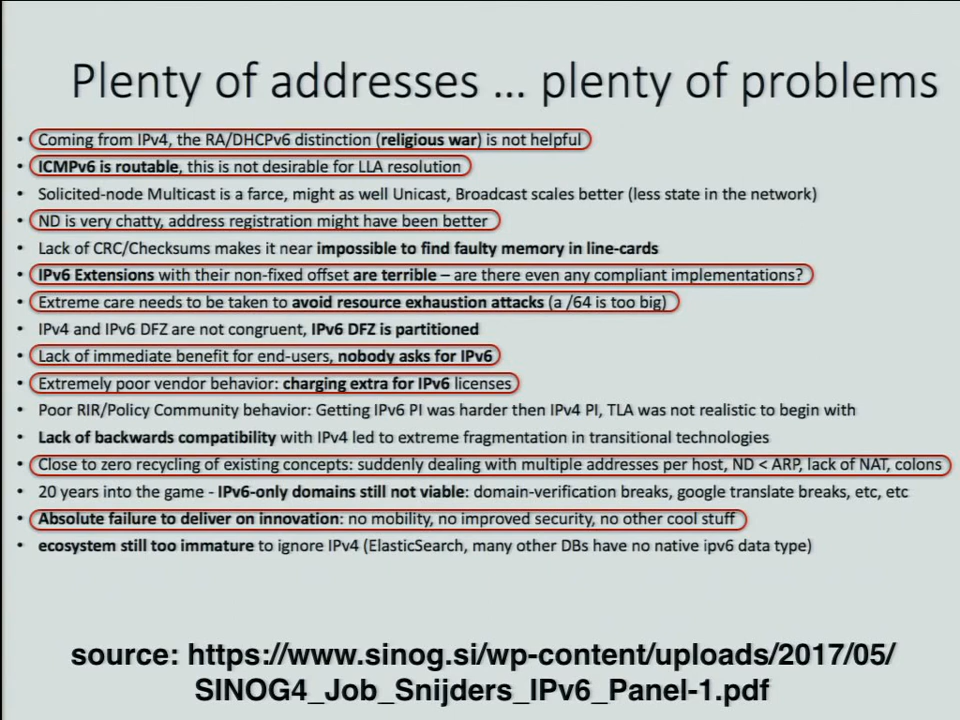 Plenty of addresses ... plenty of problems
• Coming from IPv4, the RA/DHCPv6 distinction (religious war) is not helpful
• ICMPv6 is routable, this is not desirable for LLA resolution
• Solicited-node Multicast is a farce, might as well Unicast, Broadcast scales better (less state in the network)
• ND is very chatty, address registration might have been better
• Lack of CRC/Checksums makes it near impossible to find faulty memory in line-cards
• IPv6 Extensions with their non-fixed offset are terrible – are there even any compliant implementations?
• Extreme care needs to be taken to avoid resource exhaustion attacks (a /64 is too big)
• IPv4 and IPv6 DFZ are not congruent, IPv6 DFZ is partitioned
• Lack of immediate benefit for end-users, nobody asks for IPv6
• Extremely poor vendor behavior: charging extra for IPv6 licenses
• Poor RIR/Policy Community behavior: Getting IPv6 PI was harder then IPv4 PI, TLA was not realistic to begin with
• Lack of backwards compatibility with IPv4 led to extreme fragmentation in transitional technologies
• Close to zero recycling of existing concepts: suddenly dealing with multiple addresses per host, ND < ARP, lack of NAT, colons
• 20 years into the game - IPv6-only domains still not viable: domain-verification breaks, google translate breaks, etc, etc
• Absolute failure to deliver on innovation: no mobility, no improved security, no other cool stuff
• ecosystem still too immature to ignore IPv4 (ElasticSearch, many other DBs have no native ipv6 data type)
source: https://www.sinog.si/wp-content/uploads/2017/05/
SINOG4_Job_Snijders_IPv6_Panel-1.pdf